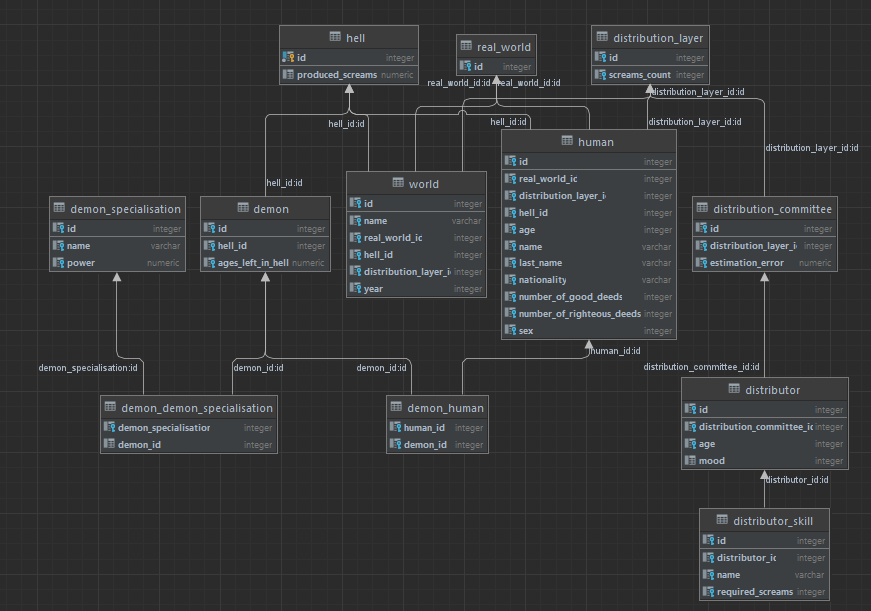 hell
id integer
produced_screams numeric
real_world
id integer
distribution_layer
id integer
screams_count integer
real_world_id:id
real_world_id:id
distribution_layer_id:id
hell_id:id
hell_id:id
distribution_layer_id:id
distribution_layer_id:id
hell_id:id
human
id integer
real_world_ic integer
distribution_layer_i integer
hell_id integer
age integer
name varchar
last_name varchar
nationality varchar
number_of_good_deeds integer
number_of_righteous_deeds integer
sex integer
world
id integer
name varchar
real_world_ic integer
hell_id integer
distribution_layer_i integer
year integer
demon_specialisation
id integer
name varchar
power numeric
demon
id integer
hell_id integer
ages_left_in_hell numeric
distribution_committee
id integer
distribution_layer_i integer
estimation_error numeric
human_id:id
demon_specialisation:id
demon_id:id
demon_id:id
distribution_committee_id:id
demon_demon_specialisation
demon_specialisation integer
demon_id integer
demon_human
human_id integer
demon_id integer
distributor
id integer
distribution_committee_ic integer
age integer
mood integer
distributor_id:id
distributor_skill
id integer
distributor_ic integer
name varchar
required_screams integer